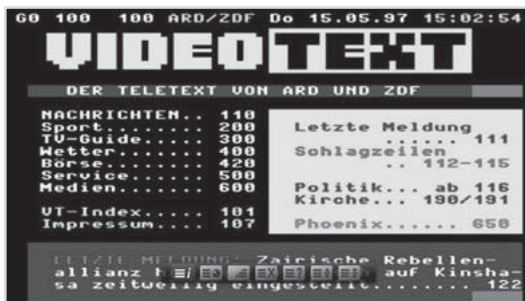 G0 100 100 ARD/ZDF Do 15.05.97 15:02:54
VIDEOTEXT
DER TELETEXT VON ARD UND ZDF
NACHRICHTEN.. 110
Sport........ 200
TV-Guide..... 300
Wetter....... 400
Börse........ 420
Service...... 500
Medien....... 600
VT-Index..... 101
Impressum.... 107
Letzte Meldung
...... 111
Schlagzeilen
.. 112-115
Politik... ab 116
Kirche... 190/191
Phoenix...... 650
LETZTE MELDUNG: Zairische Rebellen-
allianz auf Kinsha-
sa zeitweilig eingestellt........122